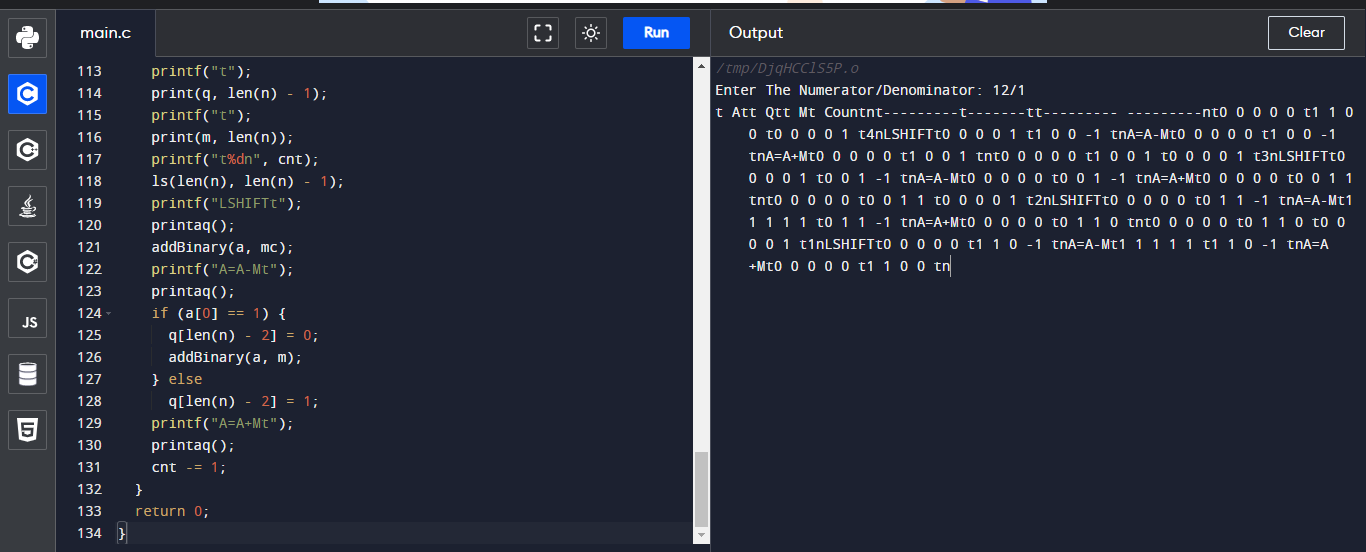 main.c
Run
Output
Clear
JS
113 printf("t");
114 print(q, len(n) - 1);
115 printf("t");
116 print(m, len(n));
117 printf("t%dn", cnt);
118 ls(len(n), len(n) - 1);
119 printf("LSHIFTt");
120 printaq();
121 addBinary(a, mc);
122 printf("A=A-Mt");
123 printaq();
124 if (a[0] == 1) {
125 q[len(n) - 2] = 0;
126 addBinary(a, m);
127 } else
128 q[len(n) - 2] = 1;
129 printf("A=A+Mt");
130 printaq();
131 cnt -= 1;
132 }
133 return 0;
134 }
/tmp/DjqHCClS5P.o
Enter The Numerator/Denominator: 12/1
t Att Qtt Mt Countnt---------t-------tt--------- ---------nt0 0 0 0 0 t1 1 0
0 t0 0 0 0 1 t4nLSHIFTt0 0 0 0 1 t1 0 0 -1 tnA=A-Mt0 0 0 0 0 t1 0 0 -1
tnA=A+Mt0 0 0 0 0 t1 0 0 1 tnt0 0 0 0 0 t1 0 0 1 t0 0 0 0 1 t3nLSHIFTt0
0 0 0 1 t0 0 1 -1 tnA=A-Mt0 0 0 0 0 t0 0 1 -1 tnA=A+Mt0 0 0 0 0 t0 0 1 1
tnt0 0 0 0 0 t0 0 1 1 t0 0 0 0 1 t2nLSHIFTt0 0 0 0 0 t0 1 1 -1 tnA=A-Mt1
1 1 1 1 t0 1 1 -1 tnA=A+Mt0 0 0 0 0 t0 1 1 0 tnt0 0 0 0 0 t0 1 1 0 t0 0
0 0 1 t1nLSHIFTt0 0 0 0 0 t1 1 0 -1 tnA=A-Mt1 1 1 1 1 t1 1 0 -1 tnA=A
+Mt0 0 0 0 0 t1 1 0 0 tn